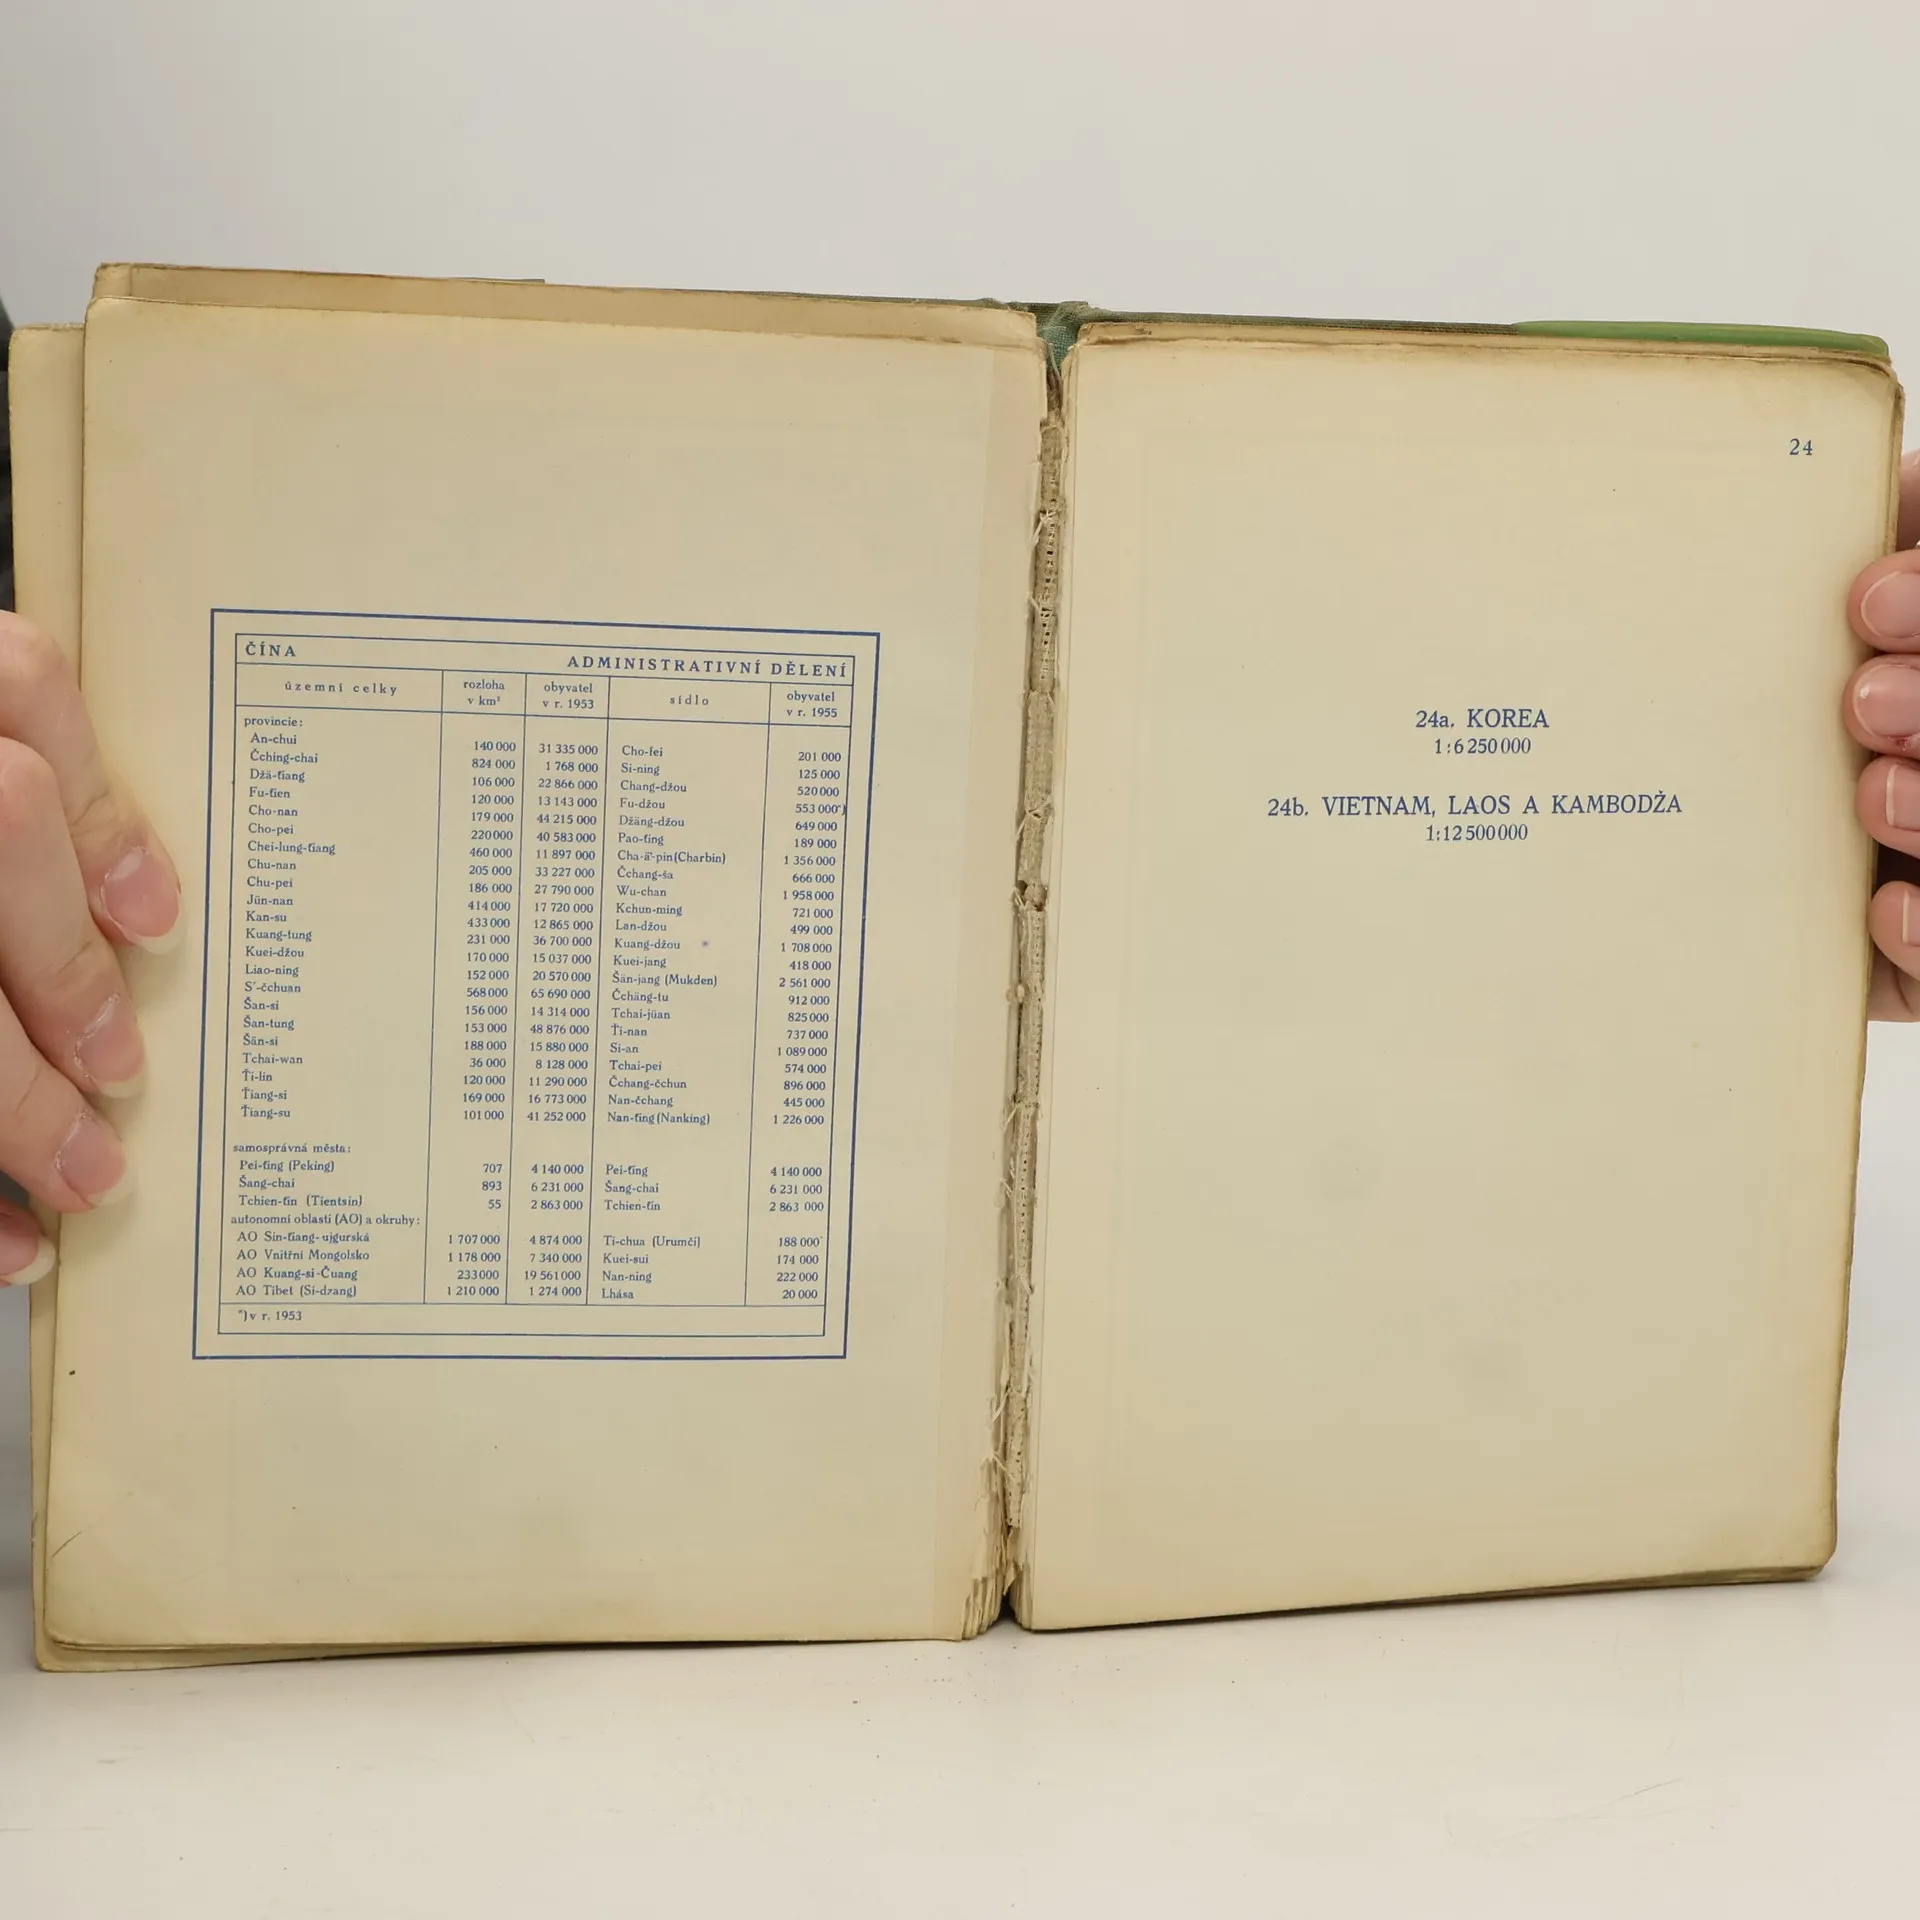 ČÍNA ADMINISTRATIVNÍ DĚLENÍ
územní celky rozloha v km² obyvatel v r. 1953 sídlo obyvatel v r. 1955
provincie:
An-chui 140 000 31 335 000 Cho-fei 201 000
Čching-chai 824 000 1 768 000 Si-ning 125 000
Džä-ťiang 106 000 22 866 000 Chang-džou 520 000
Fu-ťien 120 000 13 143 000 Fu-džou 553 000*)
Cho-nan 179 000 44 215 000 Džäng-džou 649 000
Cho-pei 220 000 40 583 000 Pao-ťing 189 000
Chei-lung-ťiang 460 000 11 897 000 Cha-ä'-pin (Charbin) 1 356 000
Chu-nan 205 000 33 227 000 Čchang-ša 666 000
Chu-pei 186 000 27 790 000 Wu-chan 1 958 000
Jün-nan 414 000 17 720 000 Kchun-ming 721 000
Kan-su 433 000 12 865 000 Lan-džou 499 000
Kuang-tung 231 000 36 700 000 Kuang-džou 1 708 000
Kuei-džou 170 000 15 037 000 Kuei-jang 418 000
Liao-ning 152 000 20 570 000 Šän-jang (Mukden) 2 561 000
S'-čchuan 568 000 65 690 000 Čchäng-tu 912 000
Šan-si 156 000 14 314 000 Tchai-jüan 825 000
Šan-tung 153 000 48 876 000 Ťi-nan 737 000
Šän-si 188 000 15 880 000 Si-an 1 089 000
Tchai-wan 36 000 8 128 000 Tchai-pei 574 000
Ťi-lin 120 000 11 290 000 Čchang-čchun 896 000
Ťiang-si 169 000 16 773 000 Nan-čchang 445 000
Ťiang-su 101 000 41 252 000 Nan-ťing (Nanking) 1 226 000
samosprávná města:
Pei-ťing (Peking) 707 4 140 000 Pei-ťing 4 140 000
Šang-chai 893 6 231 000 Šang-chai 6 231 000
Tchien-ťin (Tientsin) 55 2 863 000 Tchien-ťin 2 863 000
autonomní oblasti (AO) a okruhy:
AO Sin-ťiang-ujgurská 1 707 000 4 874 000 Ti-chua (Urumči) 188 000
AO Vnitřní Mongolsko 1 178 000 7 340 000 Kuei-sui 174 000
AO Kuang-si-Čuang 233 000 19 561 000 Nan-ning 222 000
AO Tibet (Si-dzang) 1 210 000 1 274 000 Lhása 20 000
*) v r. 1953
24
24a. KOREA
1:6 250 000
24b. VIETNAM, LAOS A KAMBODŽA
1:12 500 000